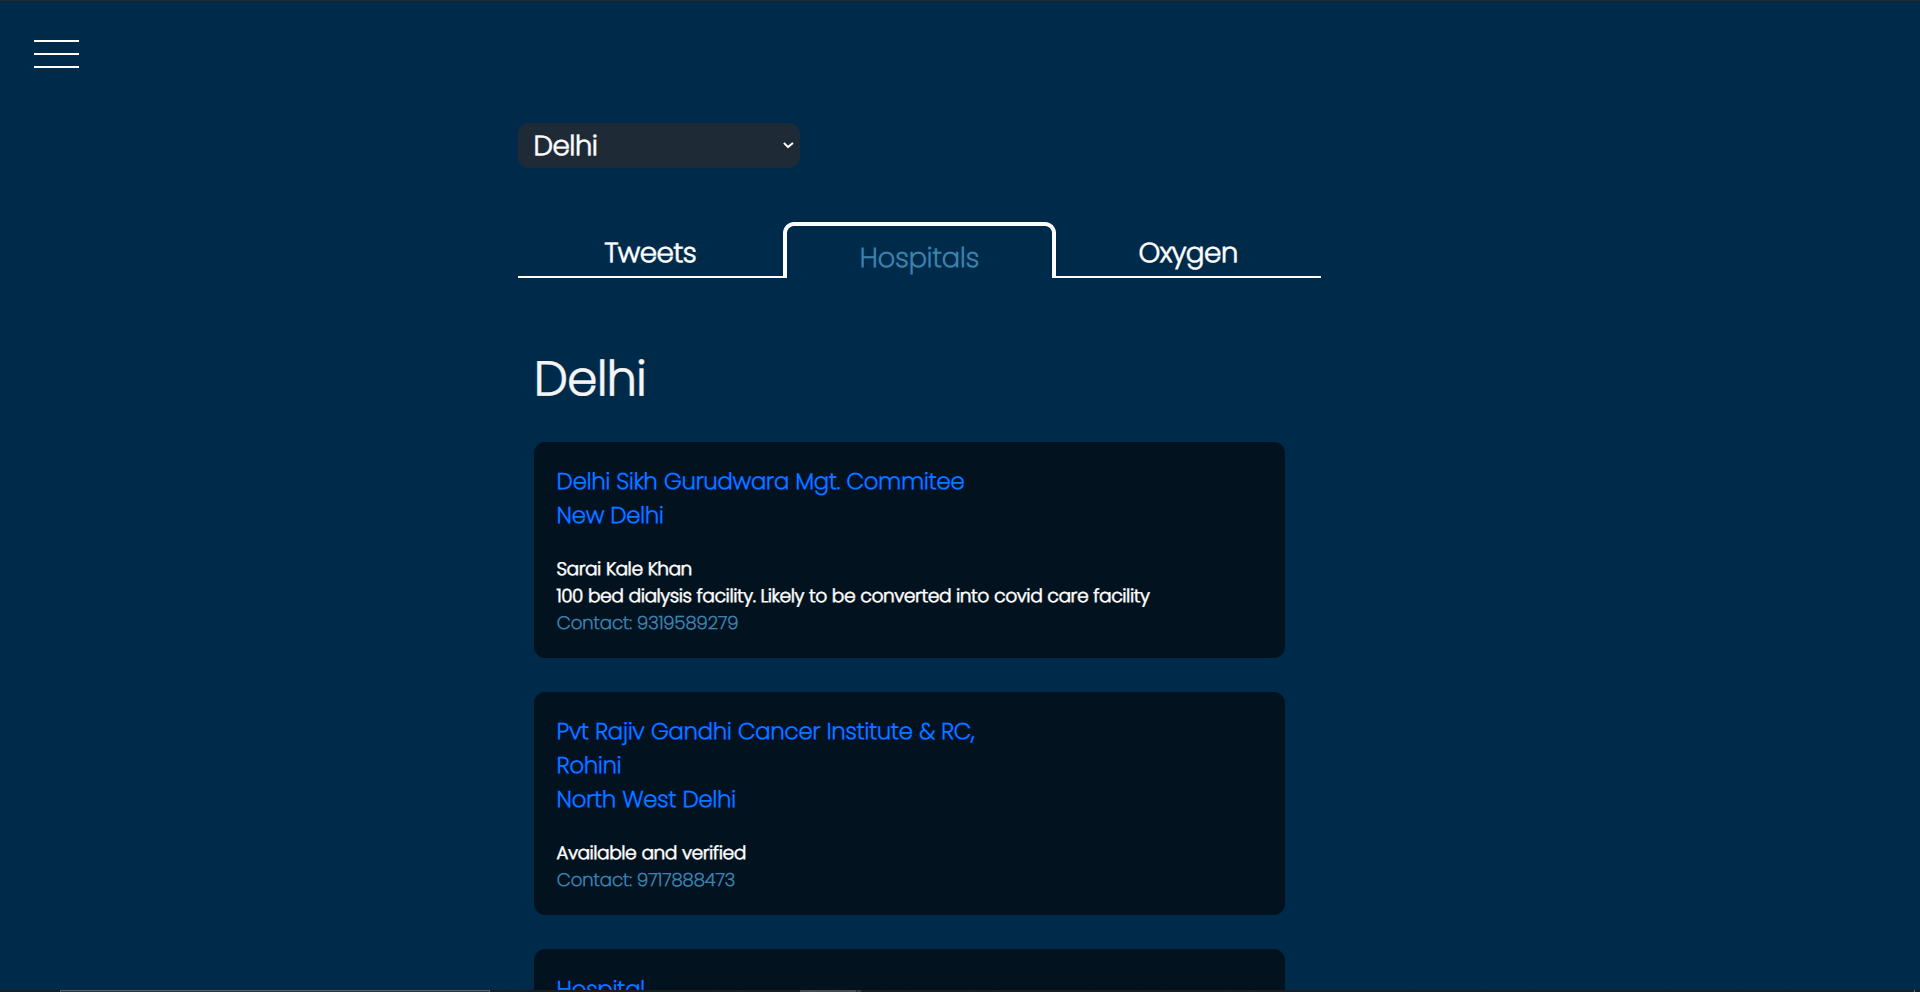 Delhi
Tweets
Hospitals
Oxygen
Delhi
Delhi Sikh Gurudwara Mgt. Commitee
New Delhi
Sarai Kale Khan
100 bed dialysis facility. Likely to be converted into covid care facility
Contact: 9319589279
Pvt Rajiv Gandhi Cancer Institute & RC,
Rohini
North West Delhi
Available and verified
Contact: 9717888473
Hospital